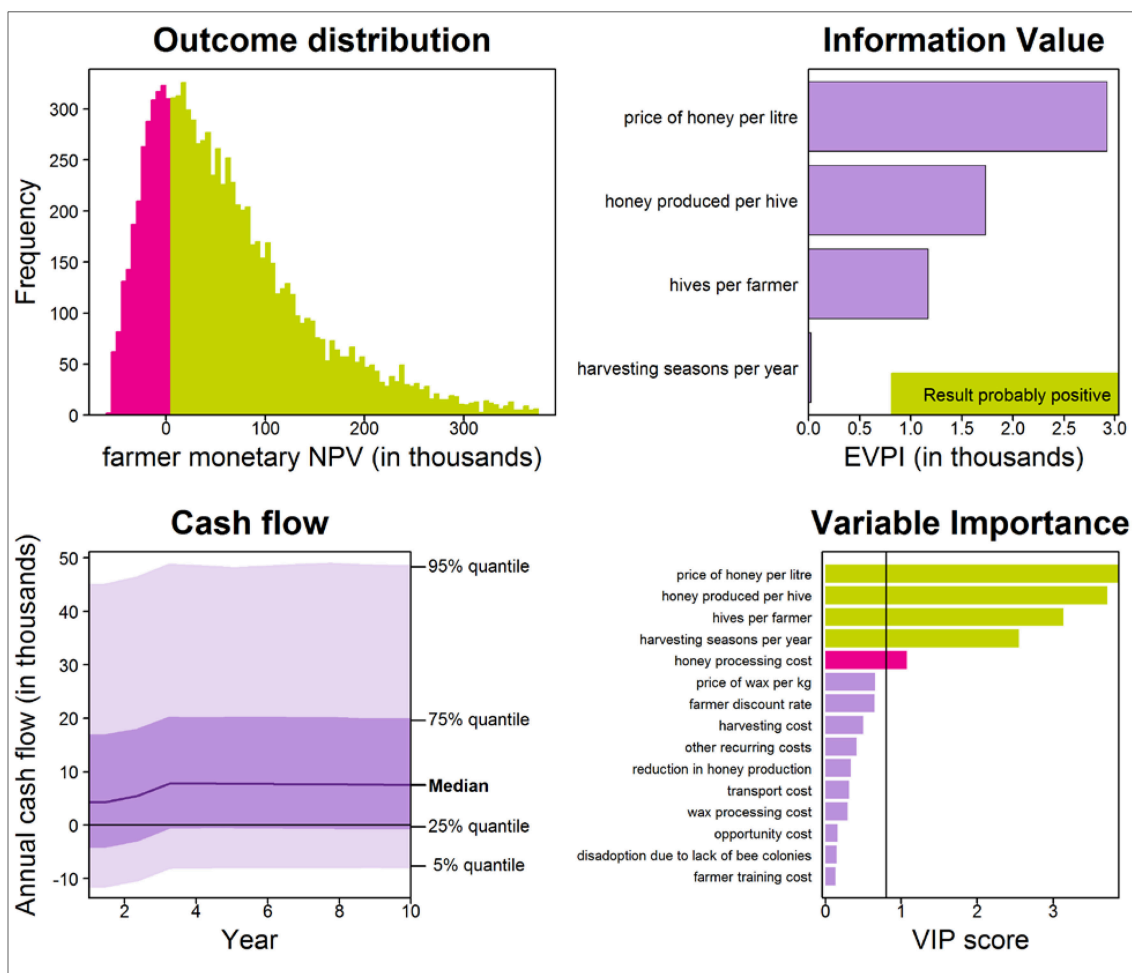 Outcome distribution
Frequency
300
250
200
150
100
50
0
0 100 200 300
farmer monetary NPV (in thousands)
Information Value
price of honey per litre
honey produced per hive
hives per farmer
harvesting seasons per year
Result probably positive
0.0 0.5 1.0 1.5 2.0 2.5 3.0
EVPI (in thousands)
Cash flow
Annual cash flow (in thousands)
50
40
30
20
10
0
-10
95% quantile
75% quantile
Median
25% quantile
5% quantile
2 4 6 8 10
Year
Variable Importance
price of honey per litre
honey produced per hive
hives per farmer
harvesting seasons per year
honey processing cost
price of wax per kg
farmer discount rate
harvesting cost
other recurring costs
reduction in honey production
transport cost
wax processing cost
opportunity cost
disadoption due to lack of bee colonies
farmer training cost
0 1 2 3
VIP score